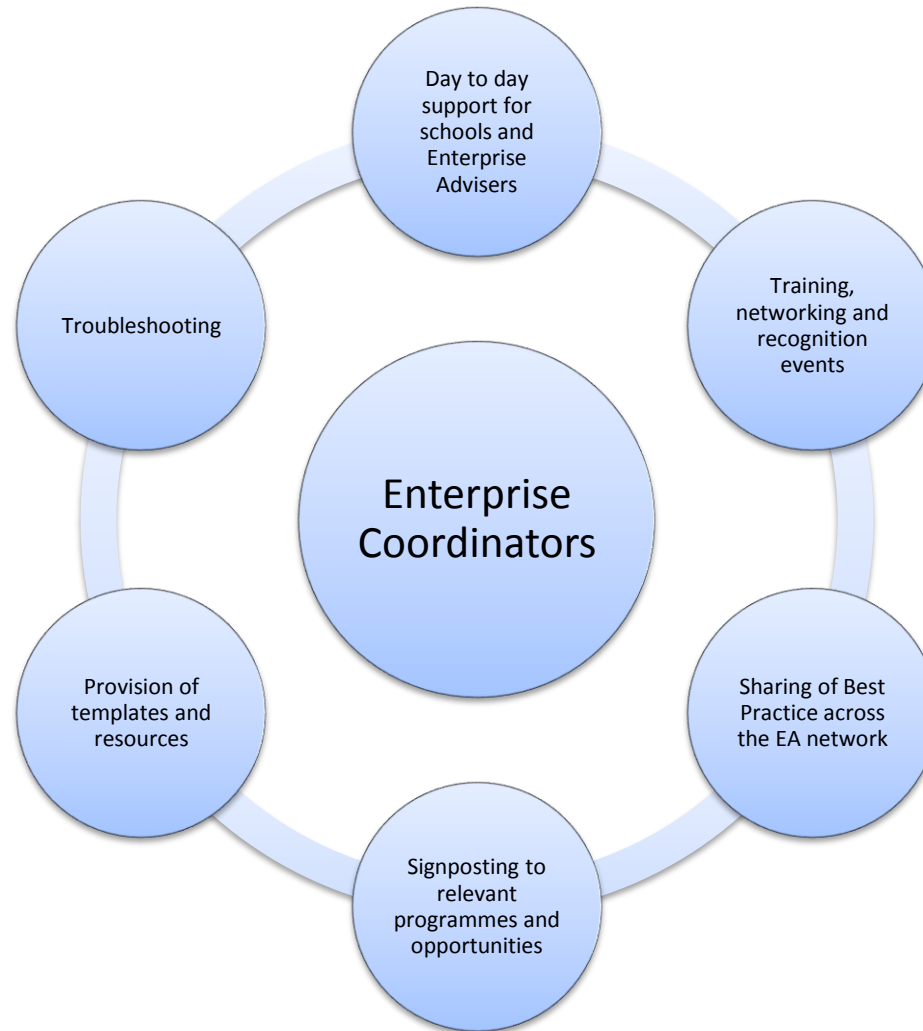 Day to day
support for
schools and
Enterprise
Advisers
Training,
networking and
recognition
events
Sharing of Best
Practice across
the EA network
Signposting to
relevant
programmes and
opportunities
Provision of
templates and
resources
Troubleshooting
Enterprise
Coordinators